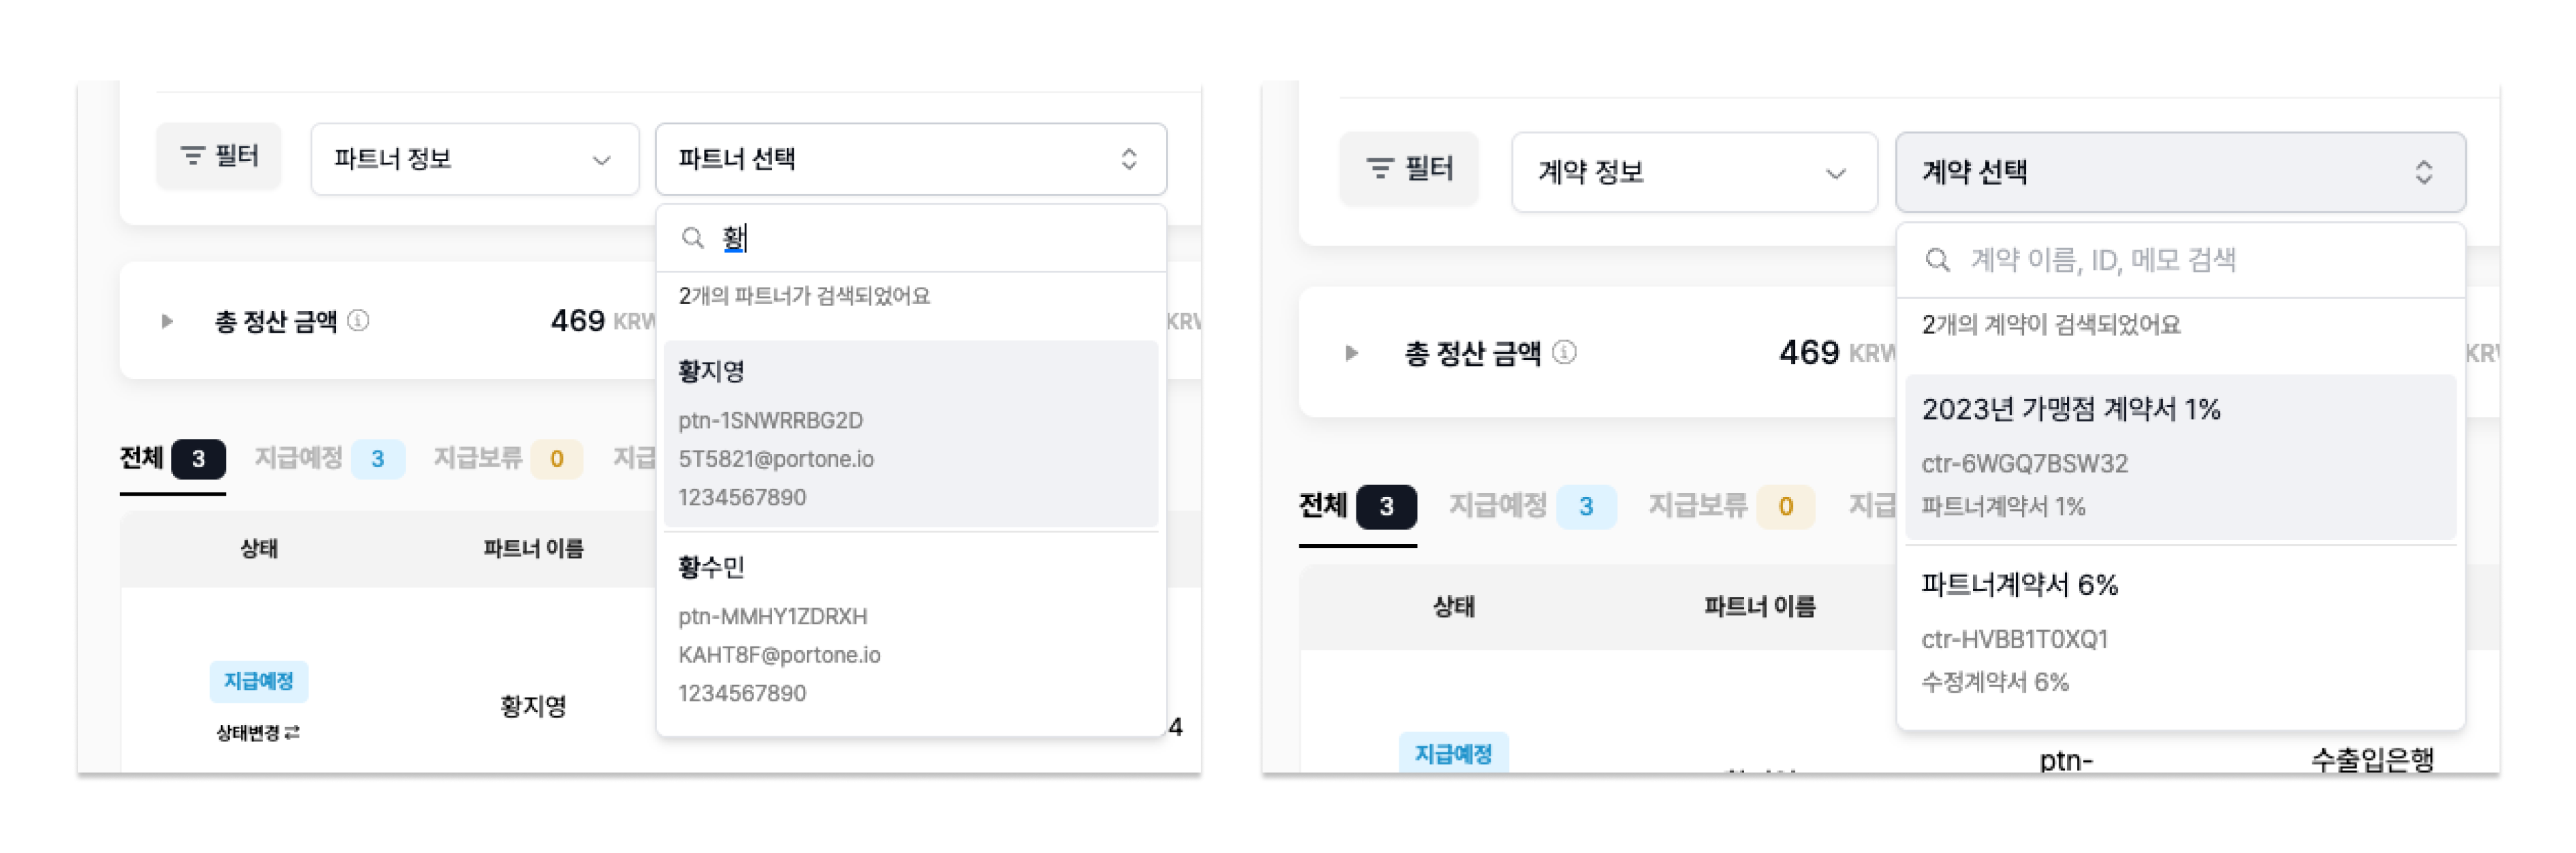 필터
파트너 정보
파트너 선택
황
2개의 파트너가 검색되었어요
황지영
ptn-1SNWRRBG2D
5T5821@portone.io
1234567890
황수민
ptn-MMHY1ZDRXH
KAHT8F@portone.io
1234567890
총 정산 금액
469 KRW
KRW
전체 3
지급예정 3
지급보류 0
지급
상태
파트너 이름
지급예정
상태변경
황지영
4
필터
계약 정보
계약 선택
계약 이름, ID, 메모 검색
2개의 계약이 검색되었어요
2023년 가맹점 계약서 1%
ctr-6WGQ7BSW32
파트너계약서 1%
파트너계약서 6%
ctr-HVBB1T0XQ1
수정계약서 6%
총 정산 금액
469 KRW
KRW
전체 3
지급예정 3
지급보류 0
지급
상태
파트너 이름
지급예정
ptn-
수출입은행